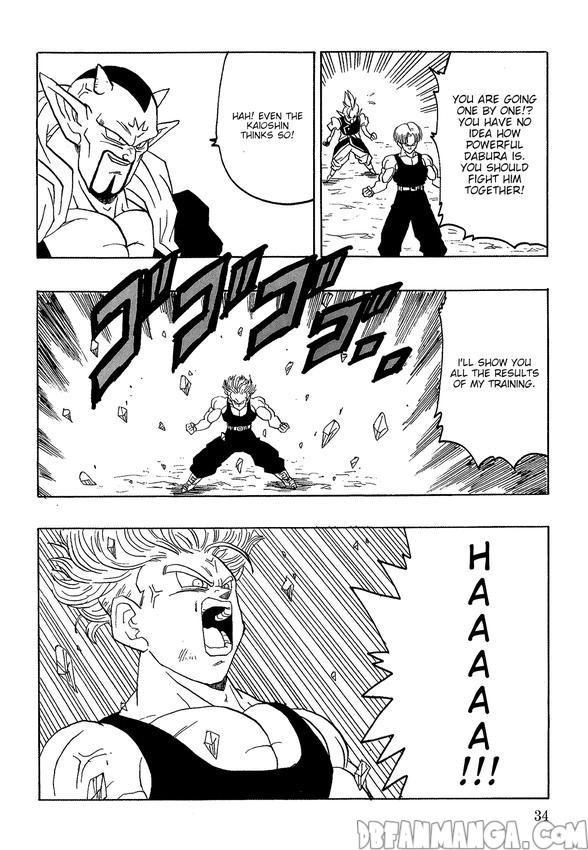 YOU ARE GOING
ONE BY ONE!?
YOU HAVE NO
IDEA HOW
POWERFUL
DABURA IS.
YOU SHOULD
FIGHT HIM
TOGETHER!
HAH! EVEN THE
KAIOSHIN
THINKS SO!
I'LL SHOW YOU
ALL THE RESULTS
OF MY TRAINING.
ゴゴゴゴ..
HAAAAA!!!
34
DBFANMANGA.COM